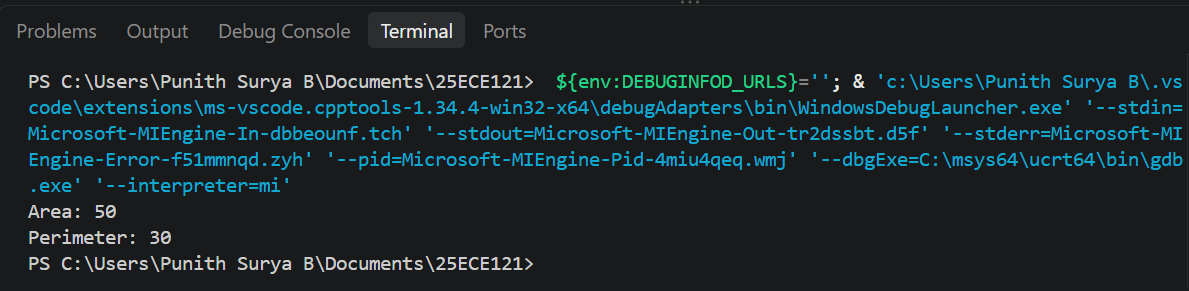 Problems Output Debug Console Terminal Ports
PS C:\Users\Punith Surya B\Documents\25ECE121>  ${env:DEBUGINFOD_URLS}=''; & 'c:\Users\Punith Surya B\.vs
code\extensions\ms-vscode.cpptools-1.34.4-win32-x64\debugAdapters\bin\WindowsDebugLauncher.exe' '--stdin=
Microsoft-MIEngine-In-dbbeounf.tch' '--stdout=Microsoft-MIEngine-Out-tr2dssbt.d5f' '--stderr=Microsoft-MI
Engine-Error-f51mmnqd.zyh' '--pid=Microsoft-MIEngine-Pid-4miu4qeq.wmj' '--dbgExe=C:\msys64\ucrt64\bin\gdb
.exe' '--interpreter=mi'
Area: 50
Perimeter: 30
PS C:\Users\Punith Surya B\Documents\25ECE121>